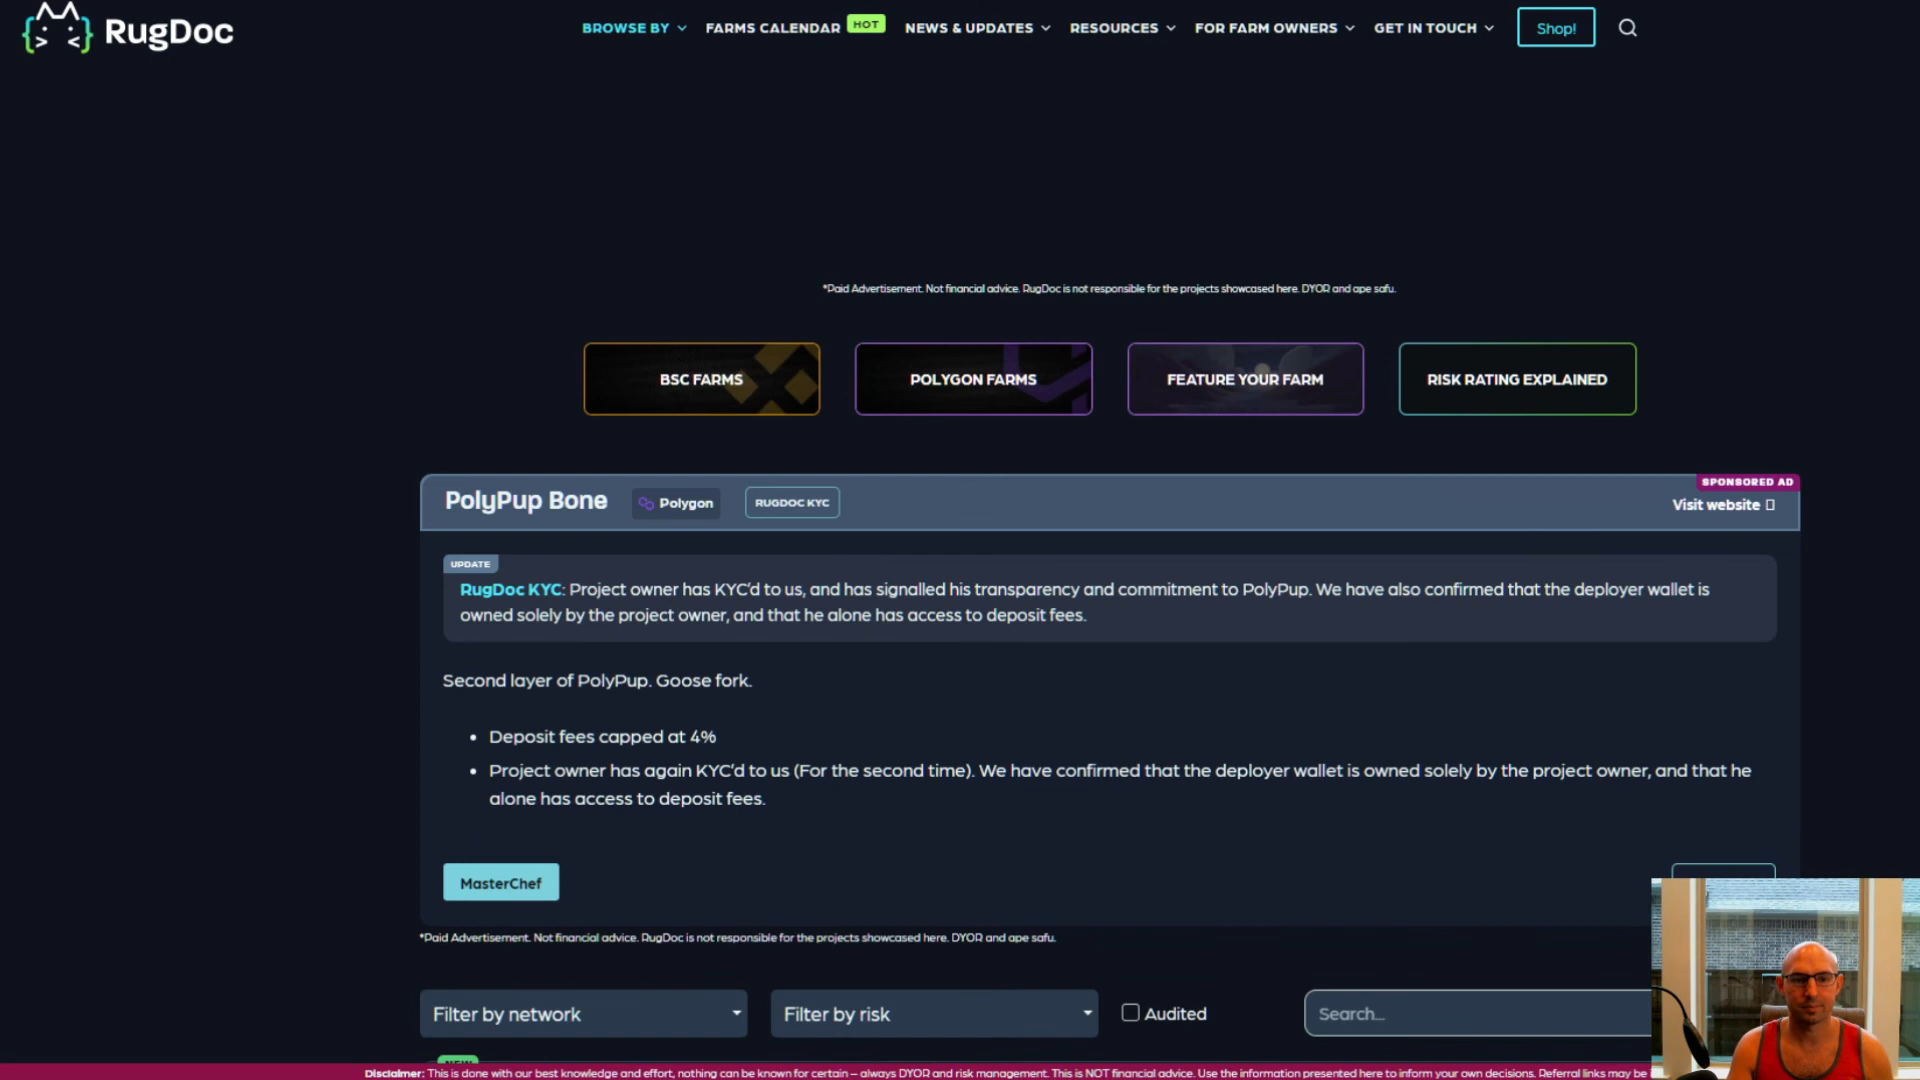 RugDoc
BROWSE BY
FARMS CALENDAR
HOT
NEWS & UPDATES
RESOURCES
FOR FARM OWNERS
GET IN TOUCH
Shop!
*Paid Advertisement. Not financial advice. RugDoc is not responsible for the projects showcased here. DYOR and ape safu.
BSC FARMS
POLYGON FARMS
FEATURE YOUR FARM
RISK RATING EXPLAINED
SPONSORED AD
PolyPup Bone
Polygon
RUGDOC KYC
Visit website
UPDATE
RugDoc KYC: Project owner has KYC'd to us, and has signalled his transparency and commitment to PolyPup. We have also confirmed that the deployer wallet is
owned solely by the project owner, and that he alone has access to deposit fees.
Second layer of PolyPup. Goose fork.
• Deposit fees capped at 4%
• Project owner has again KYC'd to us (For the second time). We have confirmed that the deployer wallet is owned solely by the project owner, and that he
alone has access to deposit fees.
MasterChef
*Paid Advertisement. Not financial advice. RugDoc is not responsible for the projects showcased here. DYOR and ape safu.
Filter by network
Filter by risk
Audited
Search...
NEW
Disclaimer: This is done with our best knowledge and effort, nothing can be known for certain – always DYOR and risk management. This is NOT financial advice. Use the information presented here to inform your own decisions. Referral links may be